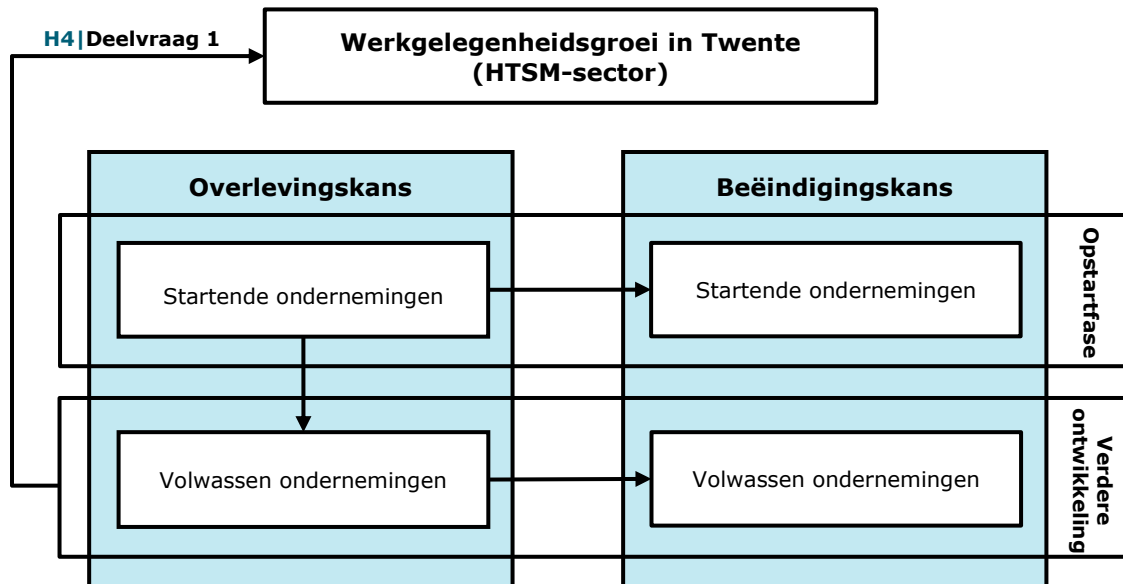 H4|Deelvraag 1
Werkgelegenheidsgroei in Twente
(HTSM-sector)
Overlevingskans
Beëindigingskans
Startende ondernemingen
Startende ondernemingen
Opstartfase
Volwassen ondernemingen
Volwassen ondernemingen
Verdere
ontwikkeling